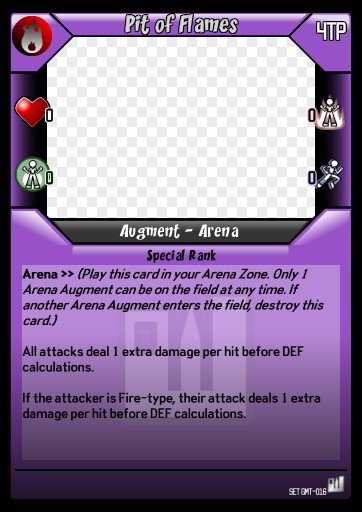 Pit of Flames
4TP
0
0
0
0
Augment - Arena
Special Rank
Arena >> (Play this card in your Arena Zone. Only 1
Arena Augment can be on the field at any time. If
another Arena Augment enters the field, destroy this
card.)
All attacks deal 1 extra damage per hit before DEF
calculations.
If the attacker is Fire-type, their attack deals 1 extra
damage per hit before DEF calculations.
SET GMT-016